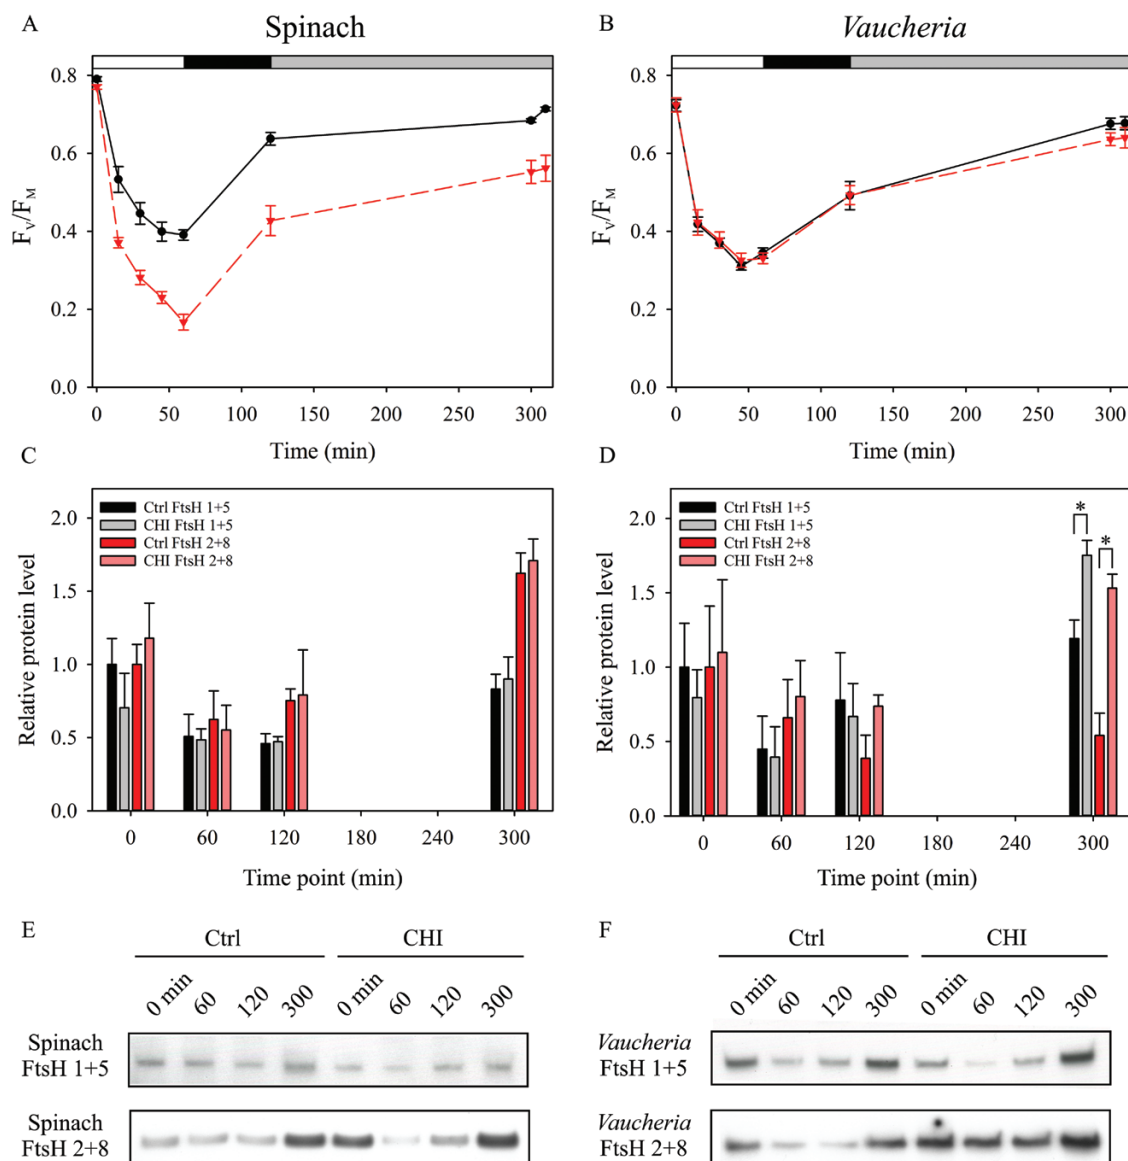 A
Spinach
0.8
0.6
0.4
0.2
0.0
Fv/FM
0 50 100 150 200 250 300
Time (min)
B
Vaucheria
0.8
0.6
0.4
0.2
0.0
Fv/FM
0 50 100 150 200 250 300
Time (min)
C
Ctrl FtsH 1+5
CHI FtsH 1+5
Ctrl FtsH 2+8
CHI FtsH 2+8
2.0
1.5
1.0
0.5
0.0
Relative protein level
0 60 120 180 240 300
Time point (min)
D
Ctrl FtsH 1+5
CHI FtsH 1+5
Ctrl FtsH 2+8
CHI FtsH 2+8
* *
2.0
1.5
1.0
0.5
0.0
Relative protein level
0 60 120 180 240 300
Time point (min)
E
Ctrl CHI
0 min 60 120 300 0 min 60 120 300
Spinach
FtsH 1+5
Spinach
FtsH 2+8
F
Ctrl CHI
0 min 60 120 300 0 min 60 120 300
Vaucheria
FtsH 1+5
Vaucheria
FtsH 2+8